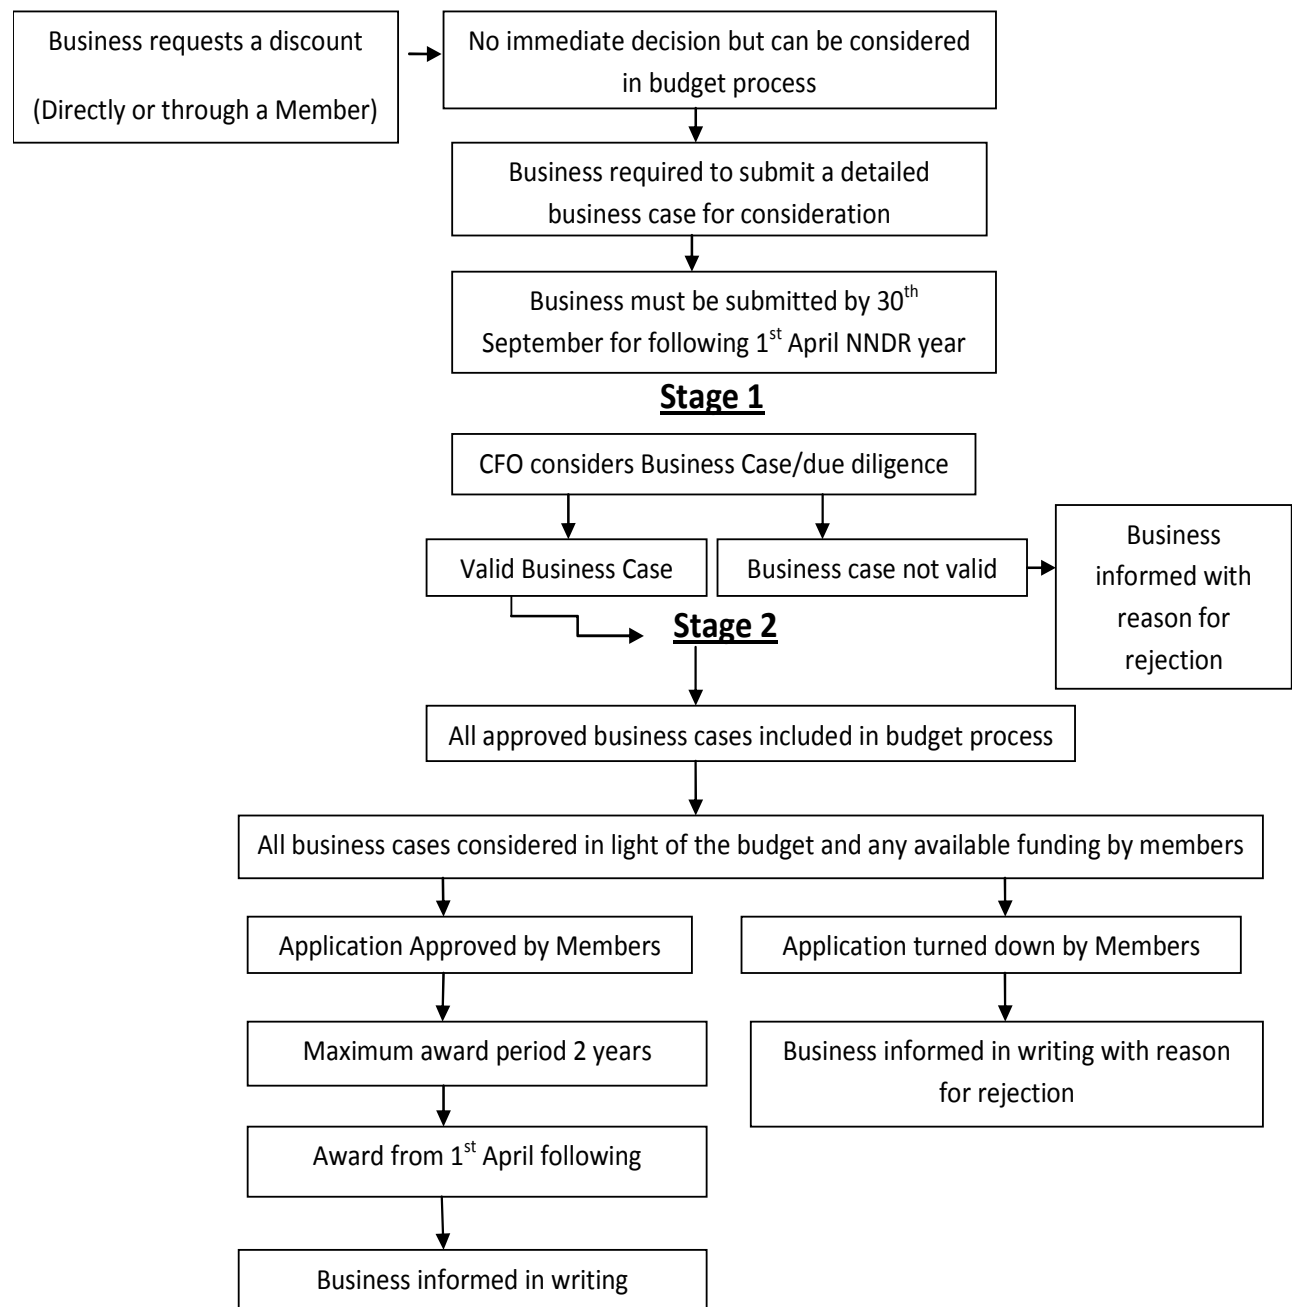 Business requests a discount
(Directly or through a Member)
No immediate decision but can be considered
in budget process
Business required to submit a detailed
business case for consideration
Business must be submitted by 30th
September for following 1st April NNDR year
Stage 1
CFO considers Business Case/due diligence
Valid Business Case
Business case not valid
Business
informed with
reason for
rejection
Stage 2
All approved business cases included in budget process
All business cases considered in light of the budget and any available funding by members
Application Approved by Members
Application turned down by Members
Maximum award period 2 years
Business informed in writing with reason
for rejection
Award from 1st April following
Business informed in writing